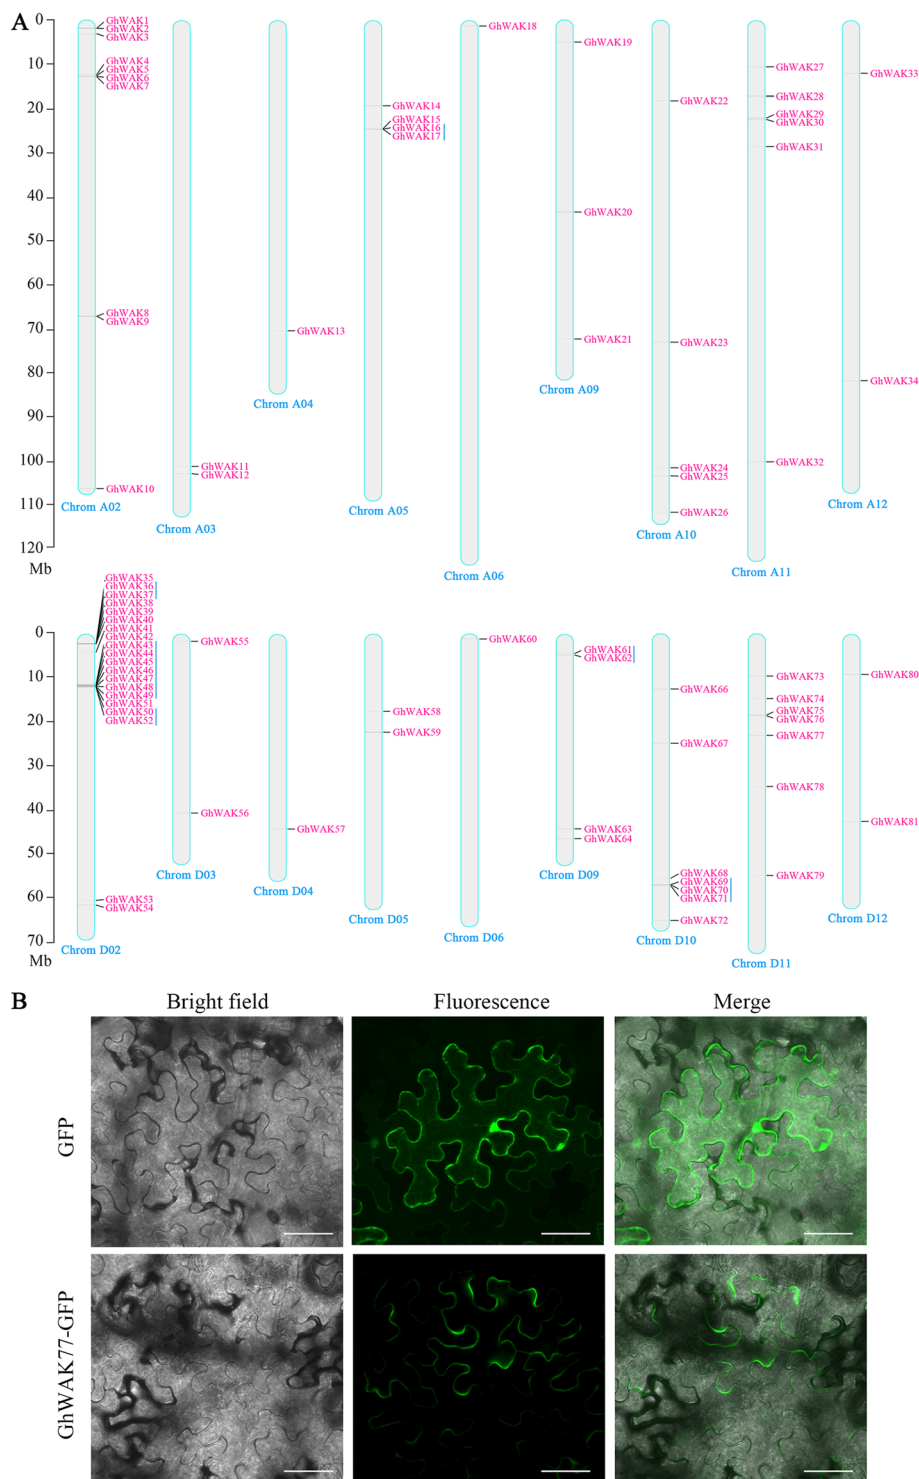 A
0
10
20
30
40
50
60
70
80
90
100
110
120
Mb
GhWAK1
GhWAK2
GhWAK3
GhWAK4
GhWAK5
GhWAK6
GhWAK7
GhWAK8
GhWAK9
GhWAK10
Chrom A02
GhWAK11
GhWAK12
Chrom A03
GhWAK13
Chrom A04
GhWAK14
GhWAK15
GhWAK16
GhWAK17
Chrom A05
GhWAK18
Chrom A06
GhWAK19
GhWAK20
GhWAK21
Chrom A09
GhWAK22
GhWAK23
GhWAK24
GhWAK25
GhWAK26
Chrom A10
GhWAK27
GhWAK28
GhWAK29
GhWAK30
GhWAK31
GhWAK32
Chrom A11
GhWAK33
GhWAK34
Chrom A12
0
10
20
30
40
50
60
70
Mb
GhWAK35
GhWAK36
GhWAK37
GhWAK38
GhWAK39
GhWAK40
GhWAK41
GhWAK42
GhWAK43
GhWAK44
GhWAK45
GhWAK46
GhWAK47
GhWAK48
GhWAK49
GhWAK51
GhWAK50
GhWAK52
GhWAK53
GhWAK54
Chrom D02
GhWAK55
GhWAK56
Chrom D03
GhWAK57
Chrom D04
GhWAK58
GhWAK59
Chrom D05
GhWAK60
Chrom D06
GhWAK61
GhWAK62
GhWAK63
GhWAK64
Chrom D09
GhWAK66
GhWAK67
GhWAK68
GhWAK69
GhWAK70
GhWAK71
GhWAK72
Chrom D10
GhWAK73
GhWAK74
GhWAK75
GhWAK76
GhWAK77
GhWAK78
GhWAK79
Chrom D11
GhWAK80
GhWAK81
Chrom D12
B
Bright field
Fluorescence
Merge
GFP
GhWAK77-GFP